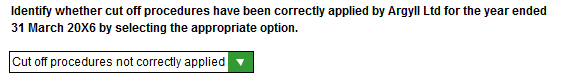 Identify whether cut off procedures have been correctly applied by Argyll Ltd for the year ended
31 March 20X6 by selecting the appropriate option.
Cut off procedures not correctly applied